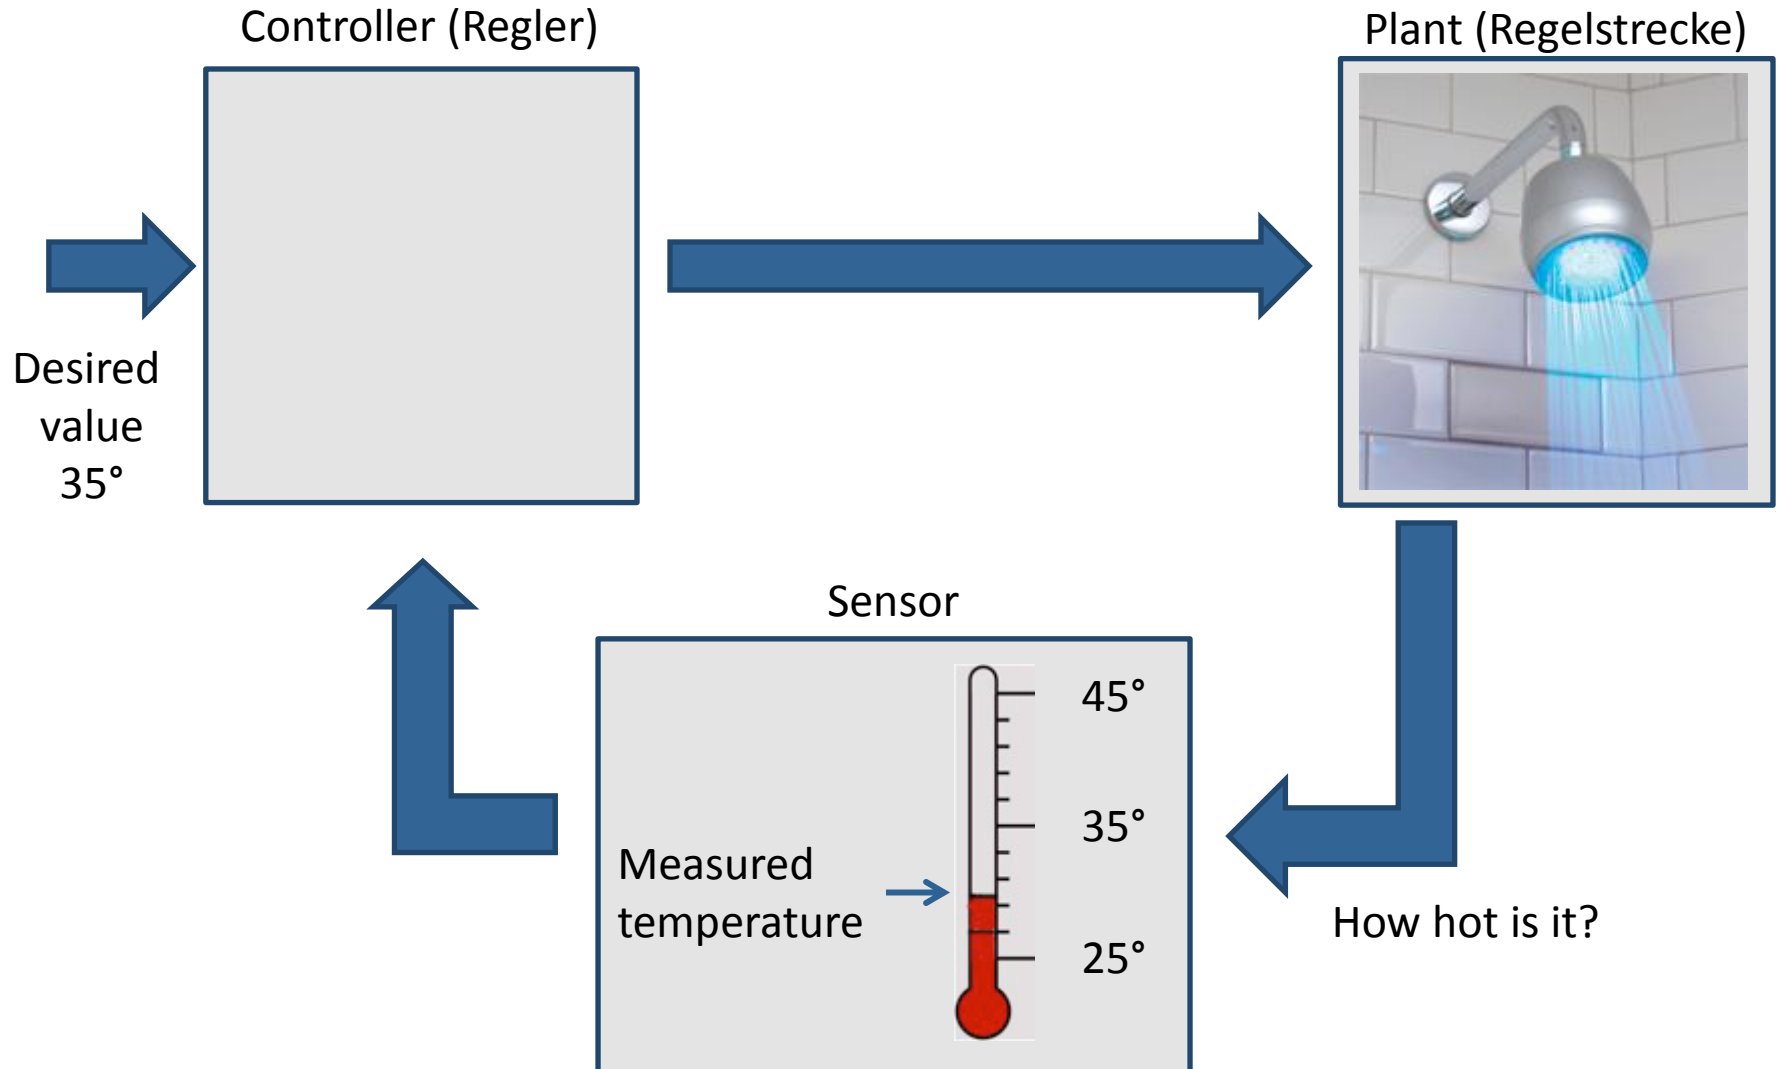 Controller (Regler)
Plant (Regelstrecke)
Desired
value
35°
Sensor
45°
35°
Measured
temperature
25°
How hot is it?